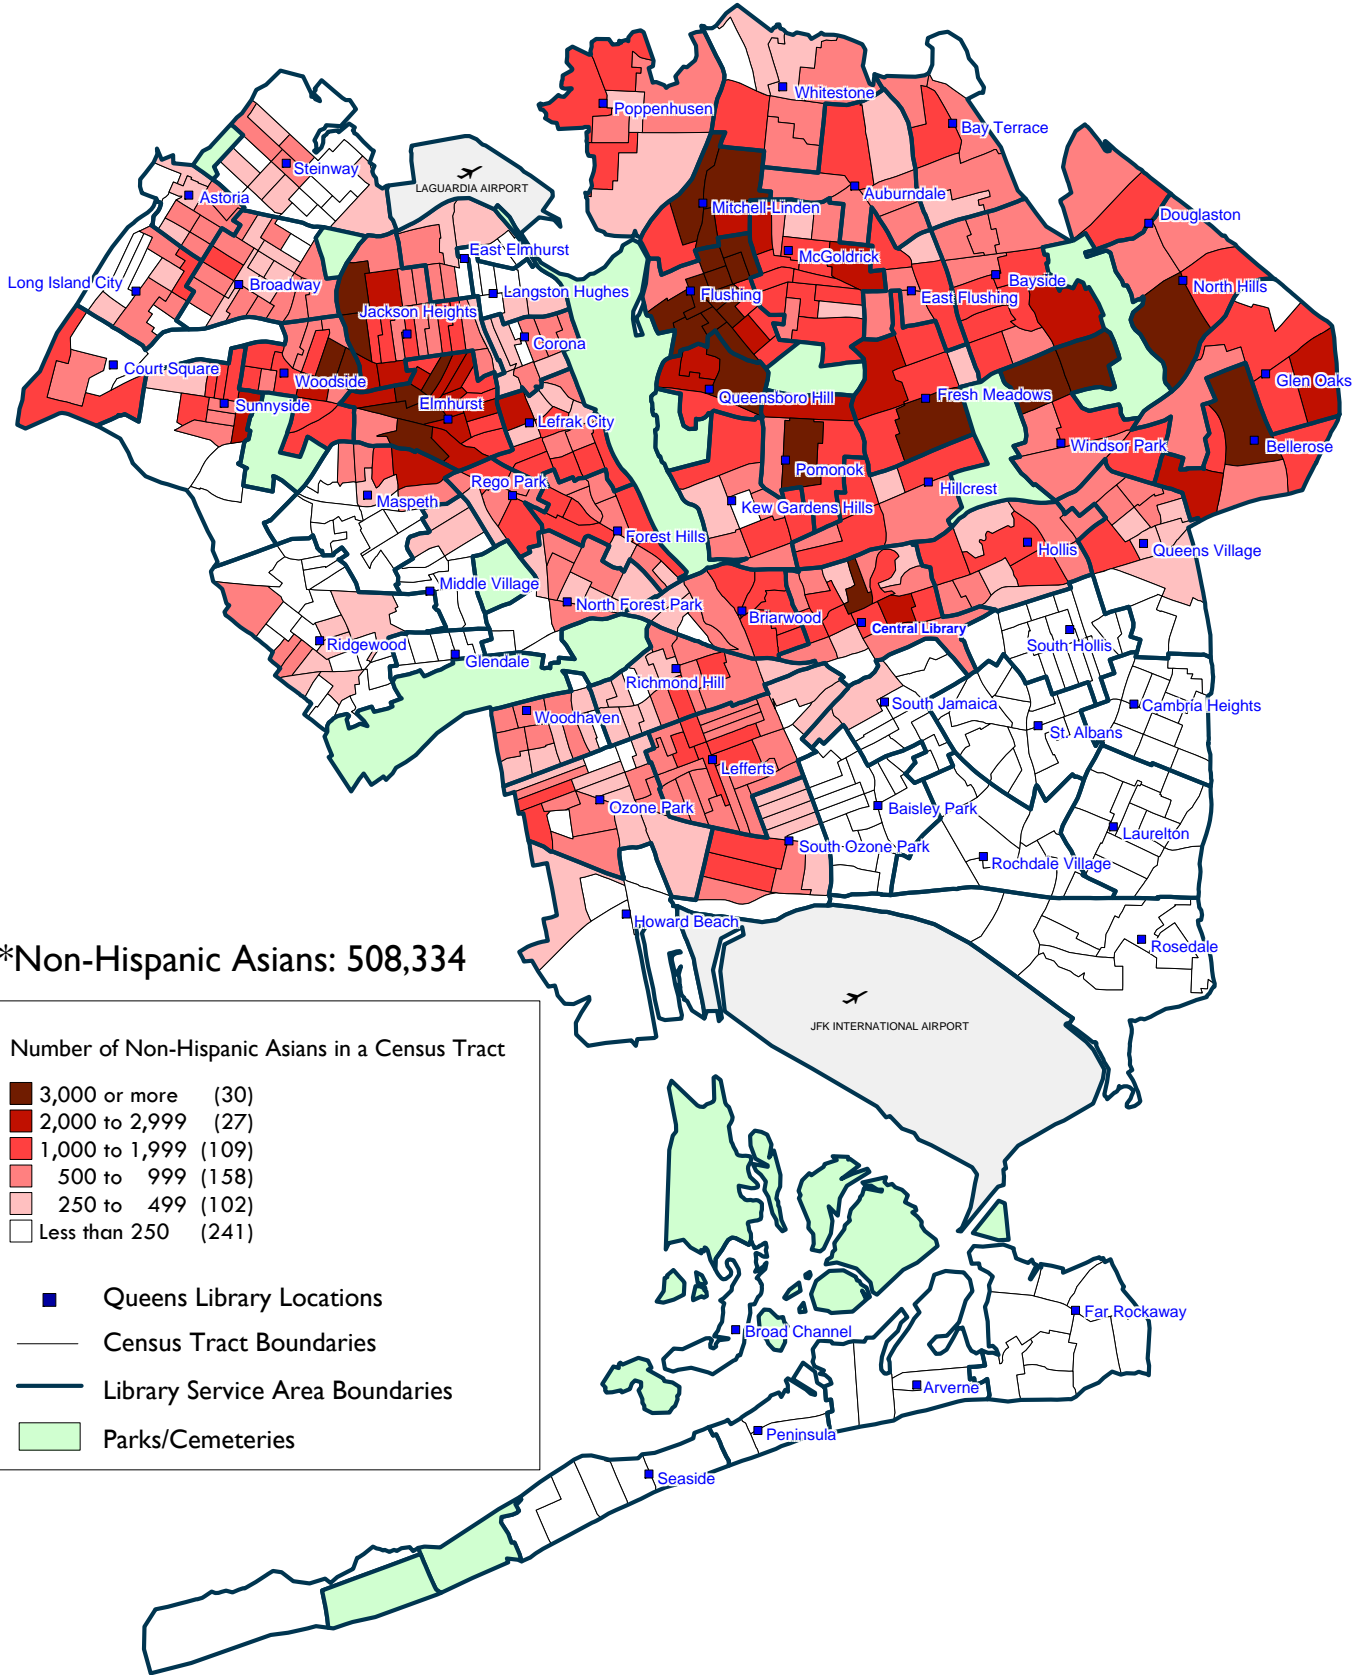 Whitestone
Poppenhusen
Bay Terrace
Steinway
LAGUARDIA AIRPORT
Astoria
Auburndale
Mitchell-Linden
Douglaston
East Elmhurst
McGoldrick
Long Island City
Broadway
Langston Hughes
Flushing
East Flushing
Bayside
North Hills
Jackson Heights
Corona
Court Square
Woodside
Glen Oaks
Sunnyside
Elmhurst
Queensboro Hill
Fresh Meadows
Lefrak City
Windsor Park
Bellerose
Pomonok
Rego Park
Hillcrest
Maspeth
Kew Gardens Hills
Forest Hills
Hollis
Queens Village
Middle Village
North Forest Park
Briarwood
Central Library
Ridgewood
South Hollis
Glendale
Richmond Hill
South Jamaica
Cambria Heights
Woodhaven
St. Albans
Lefferts
Ozone Park
Baisley Park
Laurelton
South Ozone Park
Rochdale Village
Howard Beach
Rosedale
*Non-Hispanic Asians: 508,334
JFK INTERNATIONAL AIRPORT
Number of Non-Hispanic Asians in a Census Tract
3,000 or more (30)
2,000 to 2,999 (27)
1,000 to 1,999 (109)
500 to 999 (158)
250 to 499 (102)
Less than 250 (241)
Queens Library Locations
Census Tract Boundaries
Library Service Area Boundaries
Parks/Cemeteries
Far Rockaway
Broad Channel
Arverne
Peninsula
Seaside